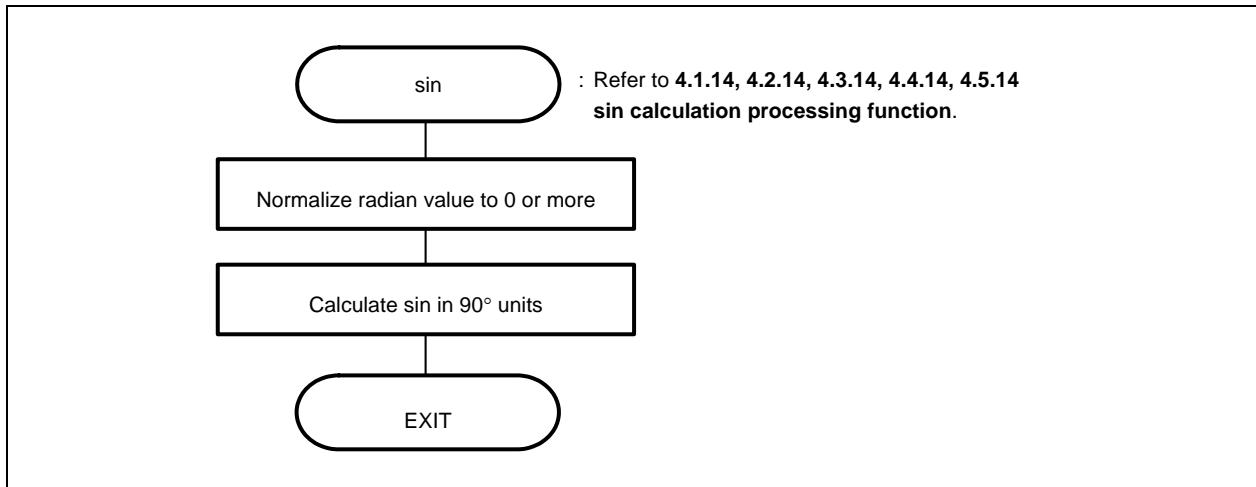 sin
: Refer to 4.1.14, 4.2.14, 4.3.14, 4.4.14, 4.5.14
sin calculation processing function.
Normalize radian value to 0 or more
Calculate sin in 90° units
EXIT